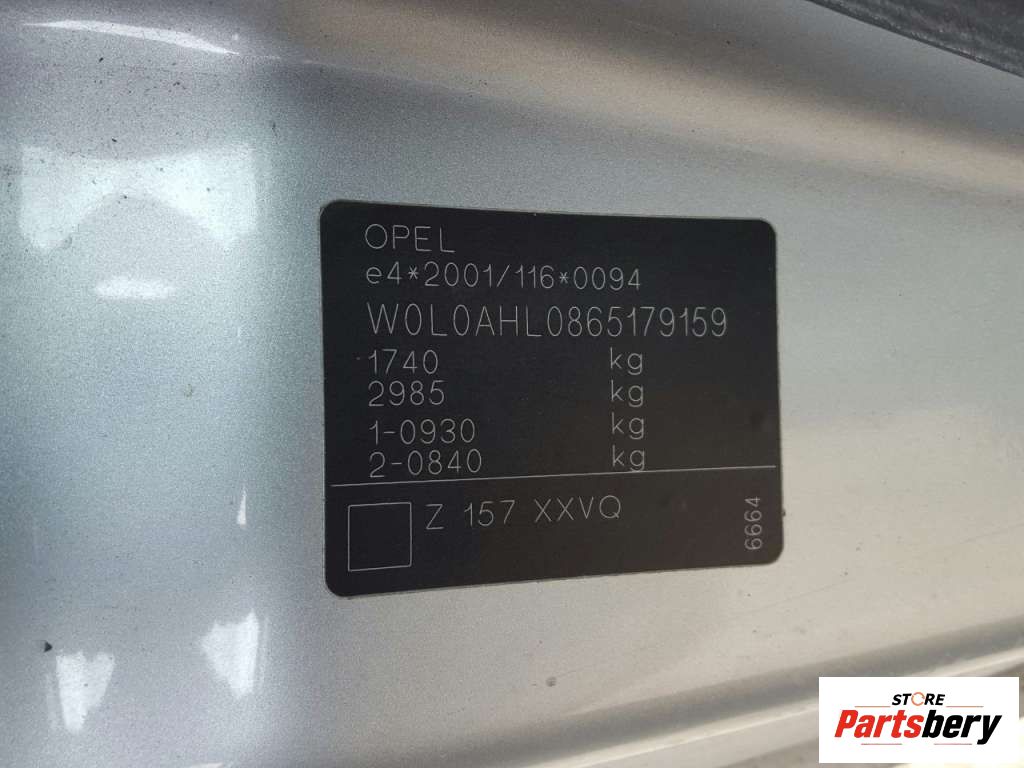 OPEL
e4*2001/116*0094
W0L0AHL0865179159
1740 kg
2985 kg
1-0930 kg
2-0840 kg
Z 157 XXVQ
6664
STORE
Partsbery